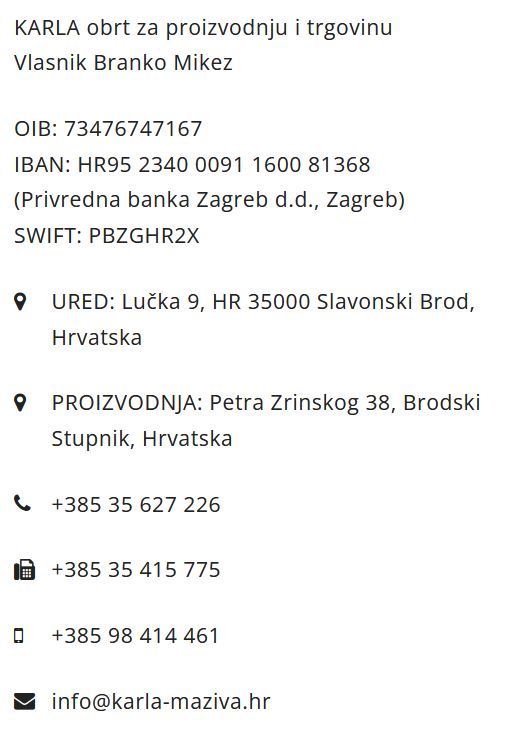 KARLA obrt za proizvodnju i trgovinu
Vlasnik Branko Mikez
OIB: 73476747167
IBAN: HR95 2340 0091 1600 81368
(Privredna banka Zagreb d.d., Zagreb)
SWIFT: PBZGHR2X
URED: Lučka 9, HR 35000 Slavonski Brod,
Hrvatska
PROIZVODNJA: Petra Zrinskog 38, Brodski
Stupnik, Hrvatska
+385 35 627 226
+385 35 415 775
+385 98 414 461
info@karla-maziva.hr